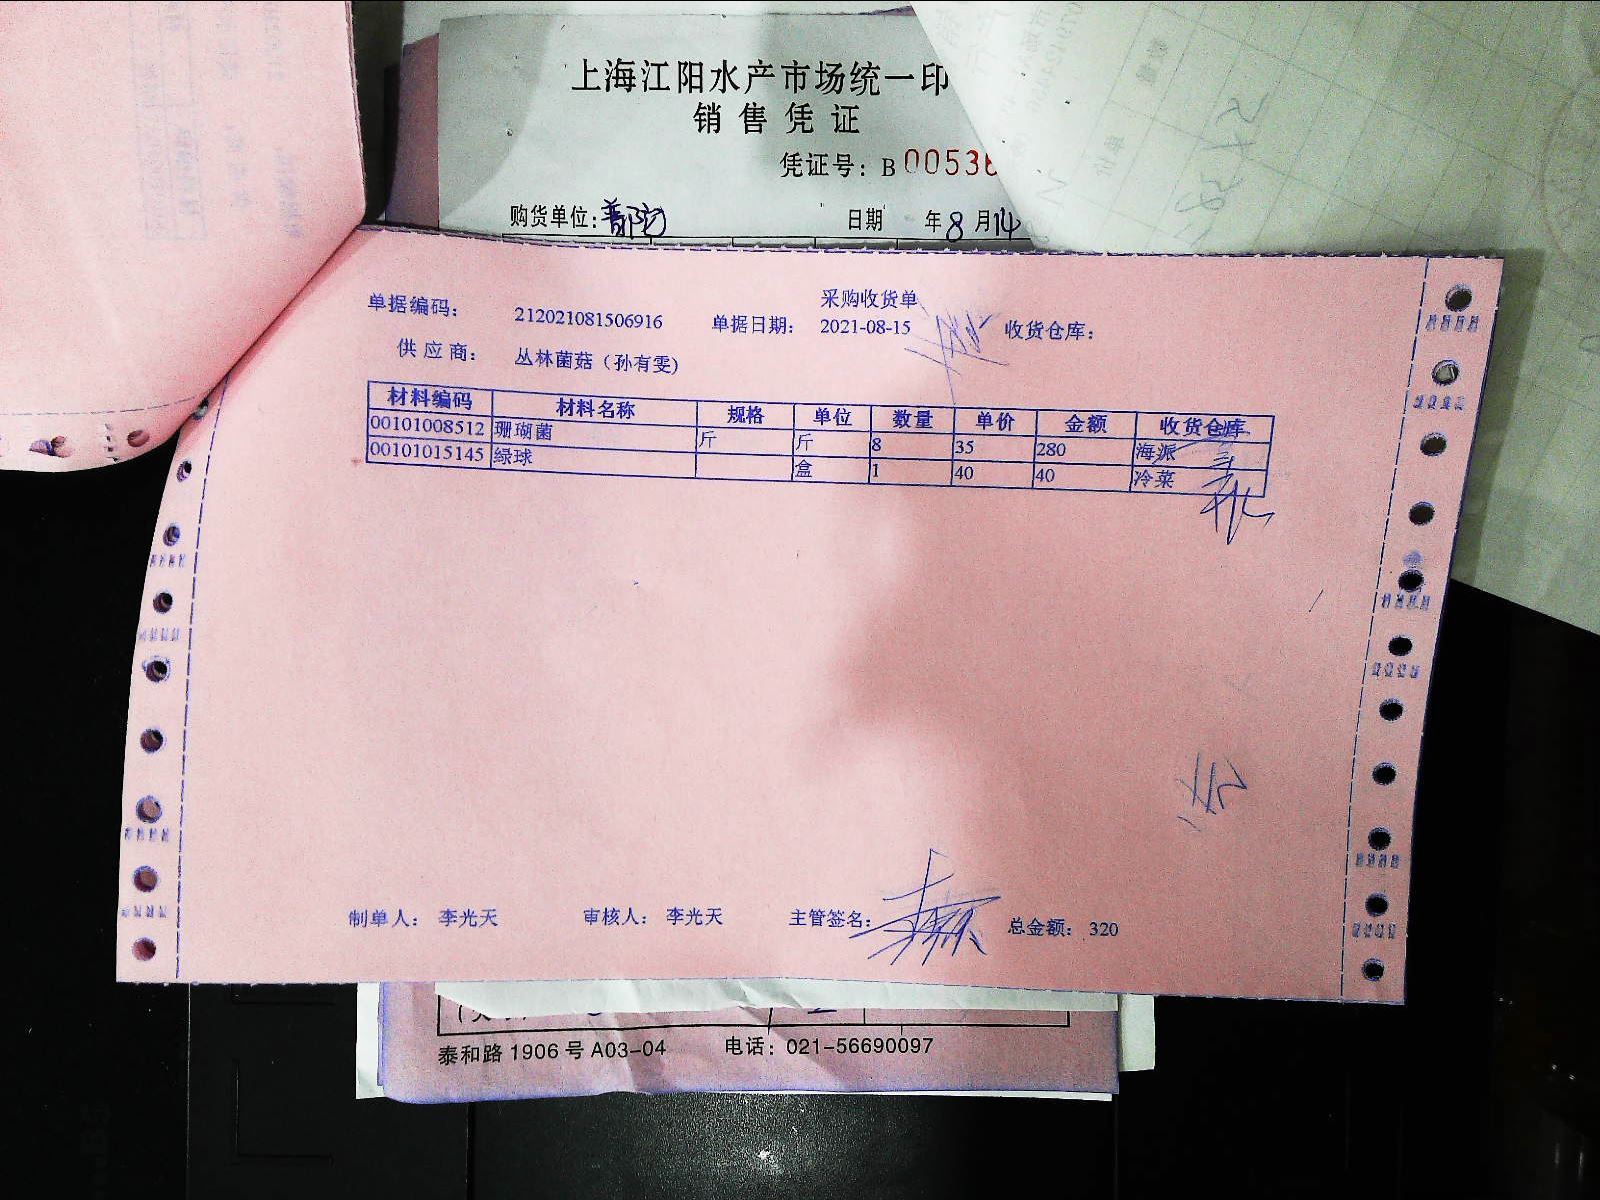 上海江阳水产市场统一印
销售凭证
凭证号：B 00536
购货单位：普陀 日期 年8月14
采购收货单
单据编码： 212021081506916 单据日期： 2021-08-15 收货仓库：
供应商： 丛林菌菇（孙有雯）
材料编码 材料名称 规格 单位 数量 单价 金额 收货仓库
00101008512 珊瑚菌 斤 斤 8 35 280 海派
00101015145 绿球 盒 1 40 40 冷菜
制单人： 李光天 审核人： 李光天 主管签名： 总金额： 320
泰和路1906号A03-04 电话：021-56690097